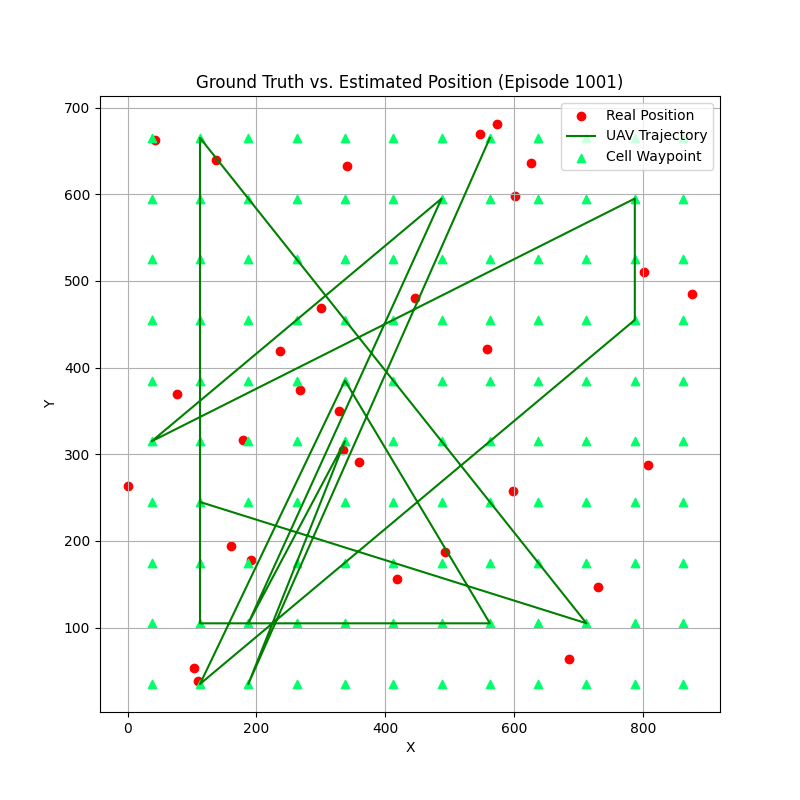 Ground Truth vs. Estimated Position (Episode 1001)
Real Position
UAV Trajectory
Cell Waypoint
700
600
500
400
300
200
100
Y
0 200 400 600 800
X